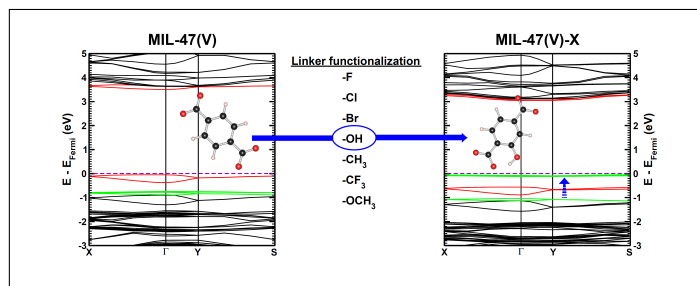 MIL-47(V)
MIL-47(V)-X
Linker functionalization
-F
-Cl
-Br
-OH
-CH3
-CF3
-OCH3
E - EFermi (eV)
5
4
3
2
1
0
-1
-2
-3
X Γ Y S
5
4
3
2
1
0
-1
-2
-3
E - EFermi (eV)
X Γ Y S